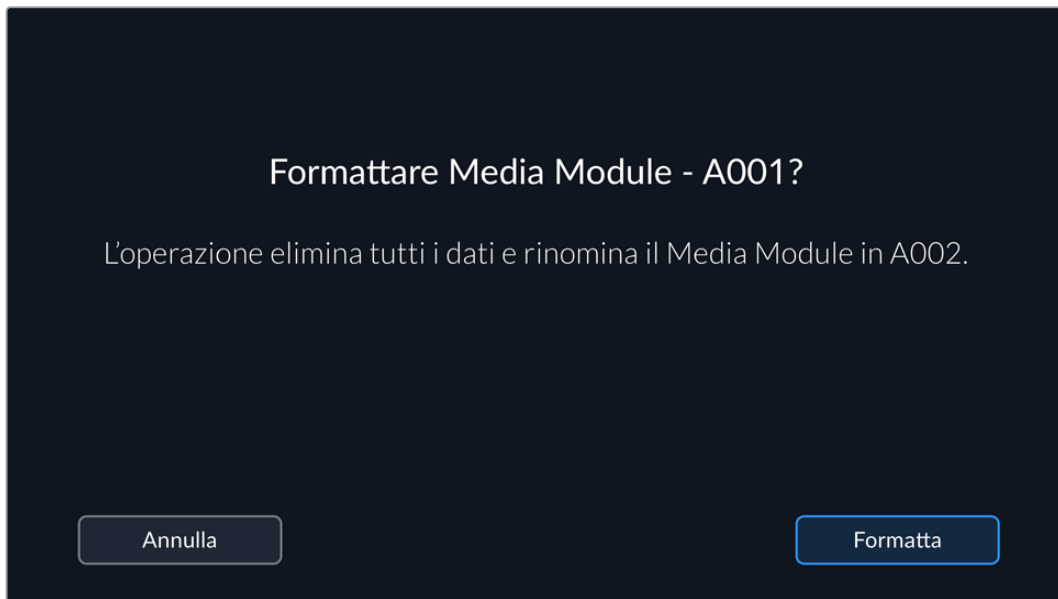 Formattare Media Module - A001?
L’operazione elimina tutti i dati e rinomina il Media Module in A002.
Annulla
Formatta